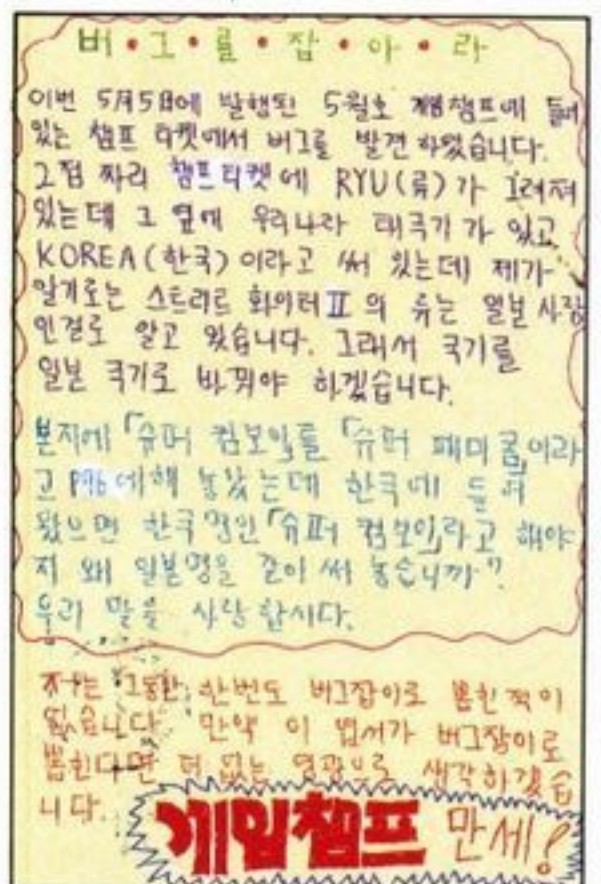 버·그·를·잡·아·라
이번 5月5日에 발행된 5월호 게임챔프에 들어
있는 챔프 티켓에서 버그를 발견 하였습니다.
2점 짜리 챔프티켓에 RYU(류)가 그려져
있는데 그 옆에 우리나라 태극기가 있고
KOREA(한국)이라고 써 있는데 제가
알기로는 스트리트 화이터Ⅱ의 류는 일본 사람
인걸로 알고 있습니다. 그래서 국기를
일본 국기로 바꿔야 하겠습니다.
본지에「슈퍼 컴보이」를「슈퍼 패미콤」이라
고 P96에 해 놓았는데 한국에 들여
왔으면 한국명인「슈퍼 컴보이」라고 해야
지 왜 일본명을 같이 써 놓습니까?
우리 말을 사랑 합시다.
저는 그동안 한번도 버그잡이로 뽑힌 적이
없습니다. 만약 이 엽서가 버그잡이로
뽑힌다면 더 없는 영광으로 생각하겠습
니다.
게임챔프 만세!